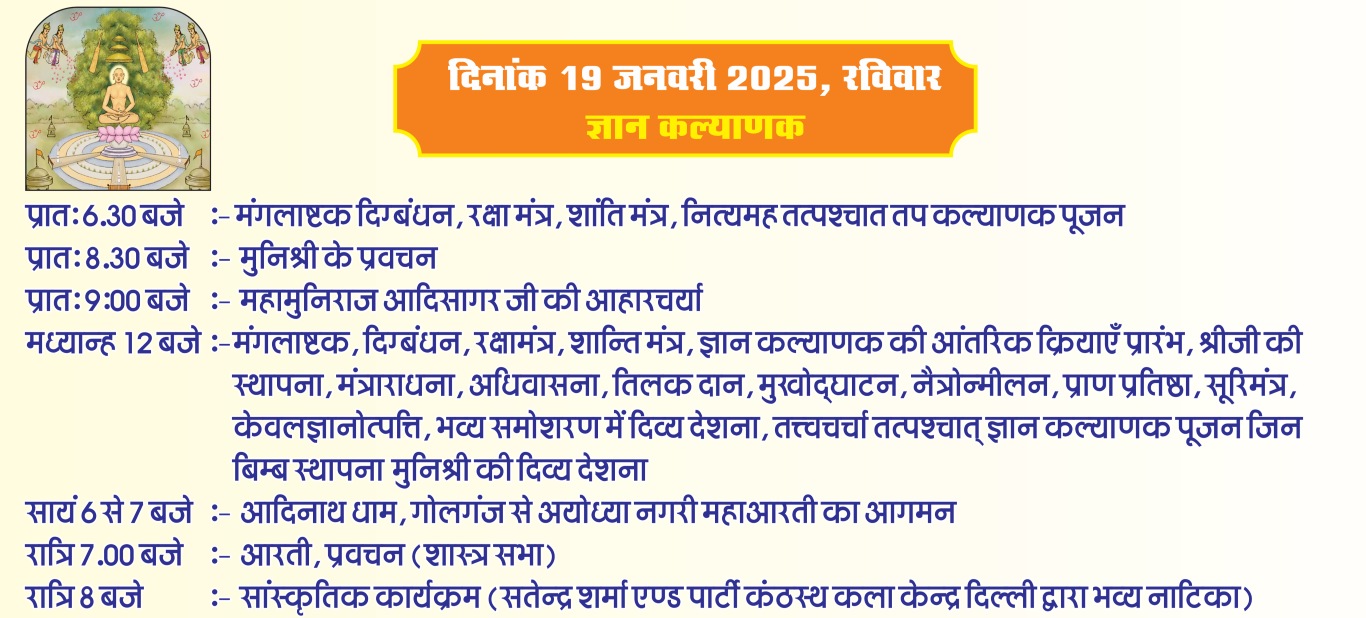 दिनांक 19 जनवरी 2025, रविवार
ज्ञान कल्याणक
प्रातः 6.30 बजे :- मंगलाष्टक दिग्बंधन, रक्षा मंत्र, शांति मंत्र, नित्यमह तत्पश्चात तप कल्याणक पूजन
प्रातः 8.30 बजे :- मुनिश्री के प्रवचन
प्रातः 9:00 बजे :- महामुनिराज आदिसागर जी की आहारचर्या
मध्यान्ह 12 बजे :- मंगलाष्टक, दिग्बंधन, रक्षामंत्र, शान्ति मंत्र, ज्ञान कल्याणक की आंतरिक क्रियाएँ प्रारंभ, श्रीजी की
स्थापना, मंत्राराधना, अधिवासना, तिलक दान, मुखोद्घाटन, नैत्रोन्मीलन, प्राण प्रतिष्ठा, सूरिमंत्र,
केवलज्ञानोत्पत्ति, भव्य समोशरण में दिव्य देशना, तत्त्वचर्चा तत्पश्चात् ज्ञान कल्याणक पूजन जिन
बिम्ब स्थापना मुनिश्री की दिव्य देशना
सायं 6 से 7 बजे :- आदिनाथ धाम, गोलगंज से अयोध्या नगरी महाआरती का आगमन
रात्रि 7.00 बजे :- आरती, प्रवचन (शास्त्र सभा)
रात्रि 8 बजे :- सांस्कृतिक कार्यक्रम (सतेन्द्र शर्मा एण्ड पार्टी कंठस्थ कला केन्द्र दिल्ली द्वारा भव्य नाटिका)